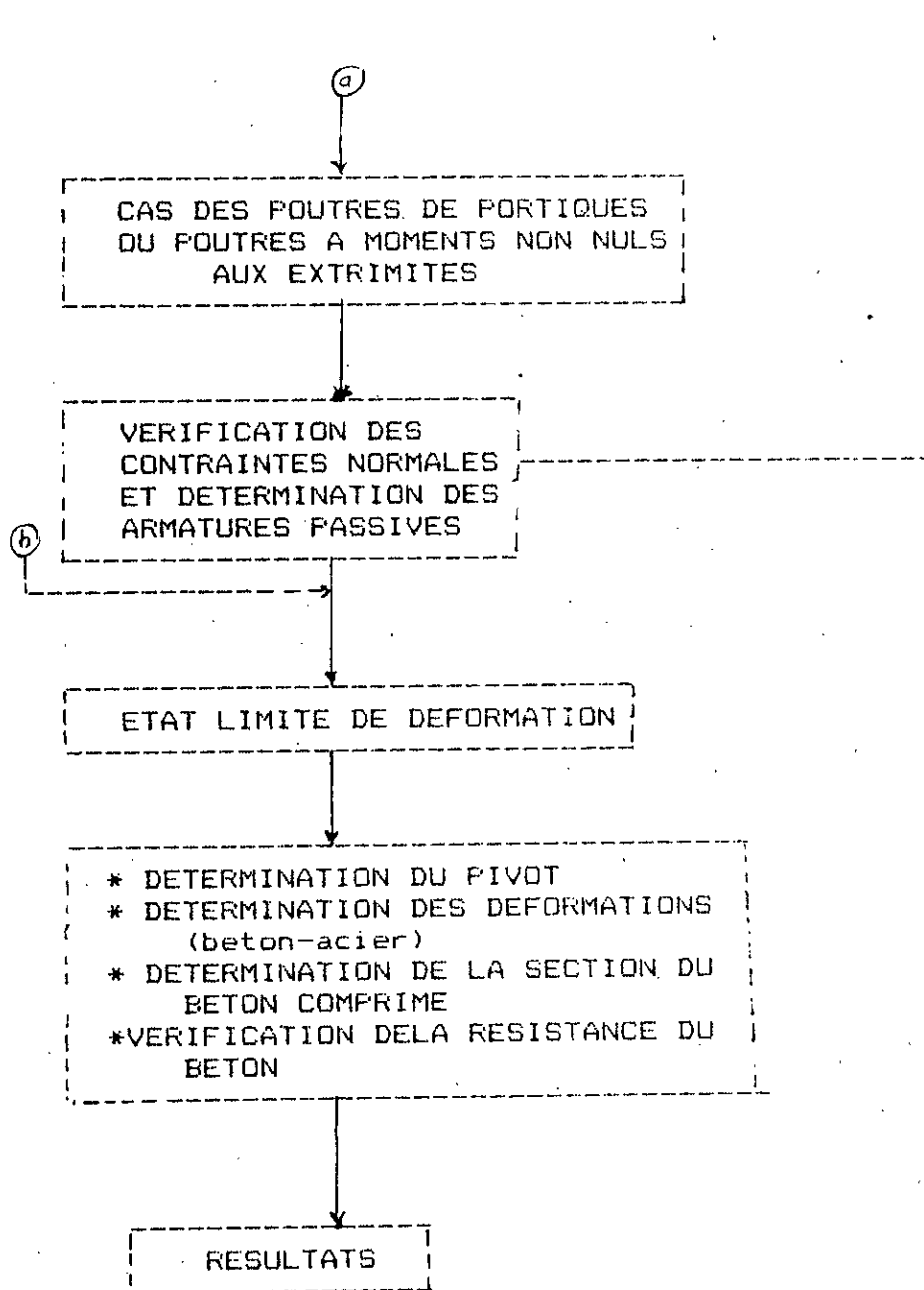 a
CAS DES POUTRES DE PORTIQUES
OU POUTRES A MOMENTS NON NULS
AUX EXTRIMITES
VERIFICATION DES
CONTRAINTES NORMALES
ET DETERMINATION DES
ARMATURES PASSIVES
b
ETAT LIMITE DE DEFORMATION
* DETERMINATION DU PIVOT
* DETERMINATION DES DEFORMATIONS
(beton-acier)
* DETERMINATION DE LA SECTION DU
BETON COMPRIME
*VERIFICATION DELA RESISTANCE DU
BETON
RESULTATS